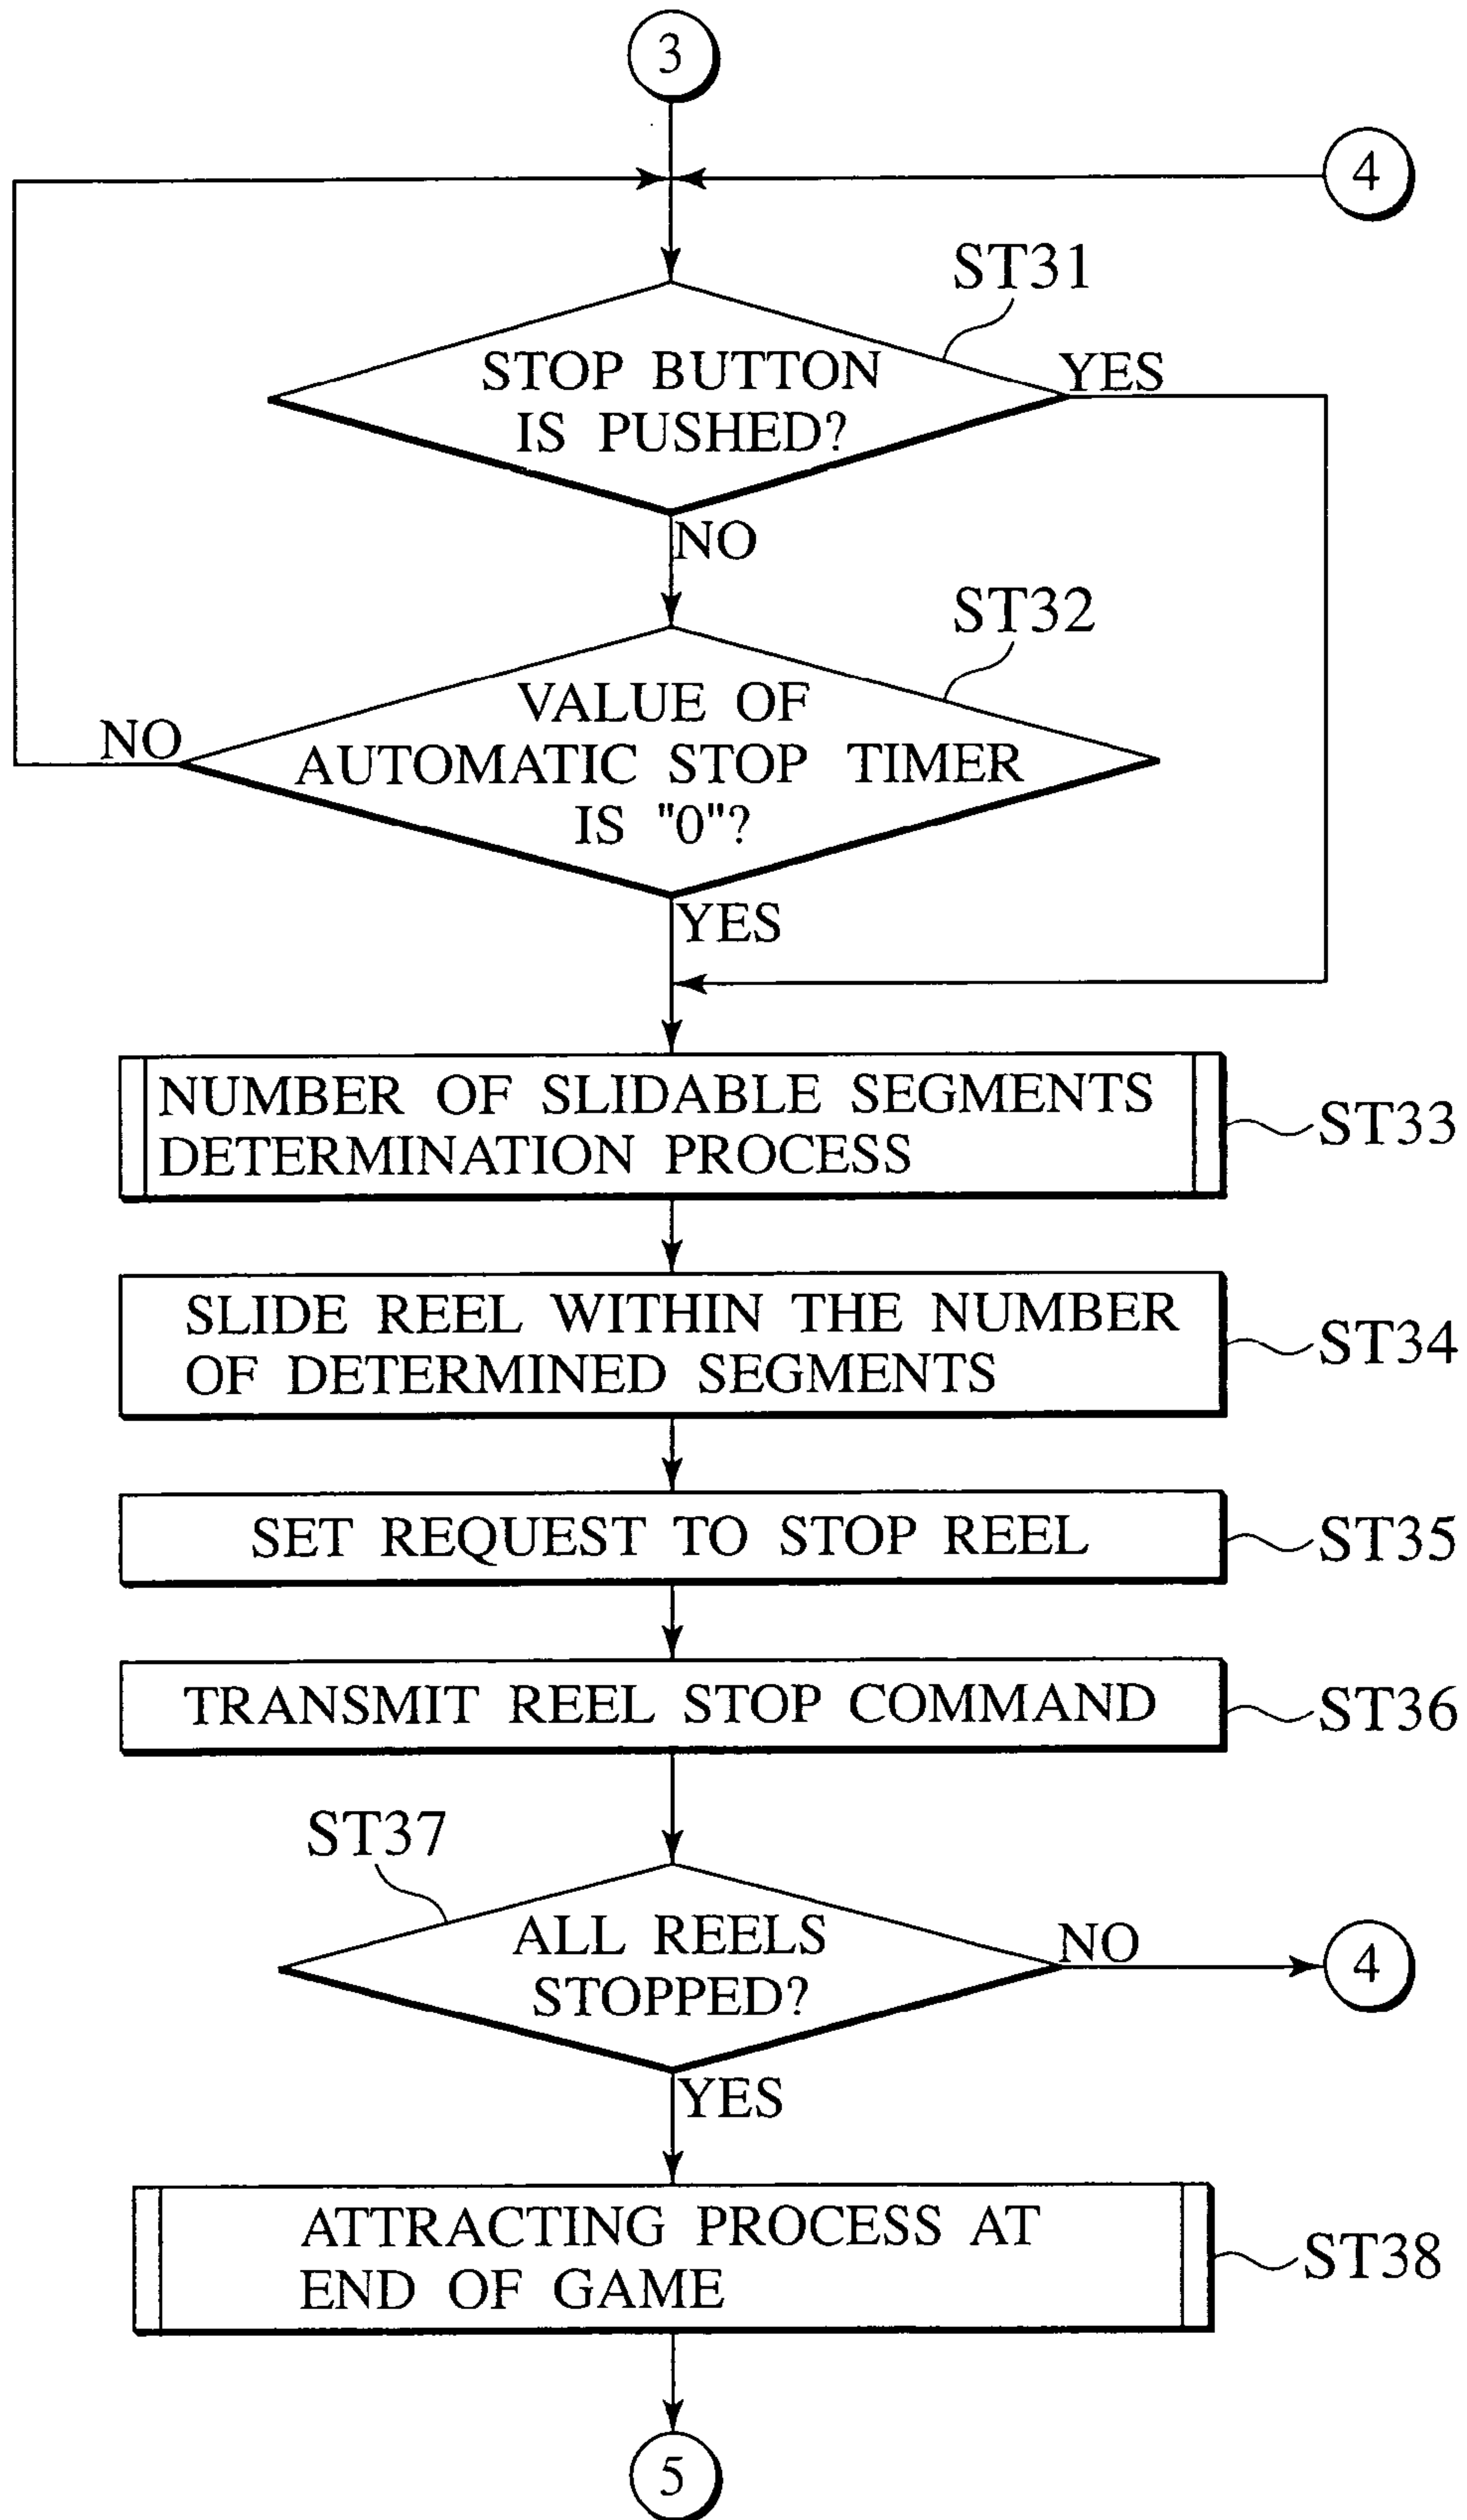 3
4
ST31
STOP BUTTON
IS PUSHED?
YES
NO
ST32
VALUE OF
AUTOMATIC STOP TIMER
IS "0"?
NO
YES
NUMBER OF SLIDABLE SEGMENTS
DETERMINATION PROCESS
ST33
SLIDE REEL WITHIN THE NUMBER
OF DETERMINED SEGMENTS
ST34
SET REQUEST TO STOP REEL
ST35
TRANSMIT REEL STOP COMMAND
ST36
ST37
ALL REELS
STOPPED?
NO
4
YES
ATTRACTING PROCESS AT
END OF GAME
ST38
5